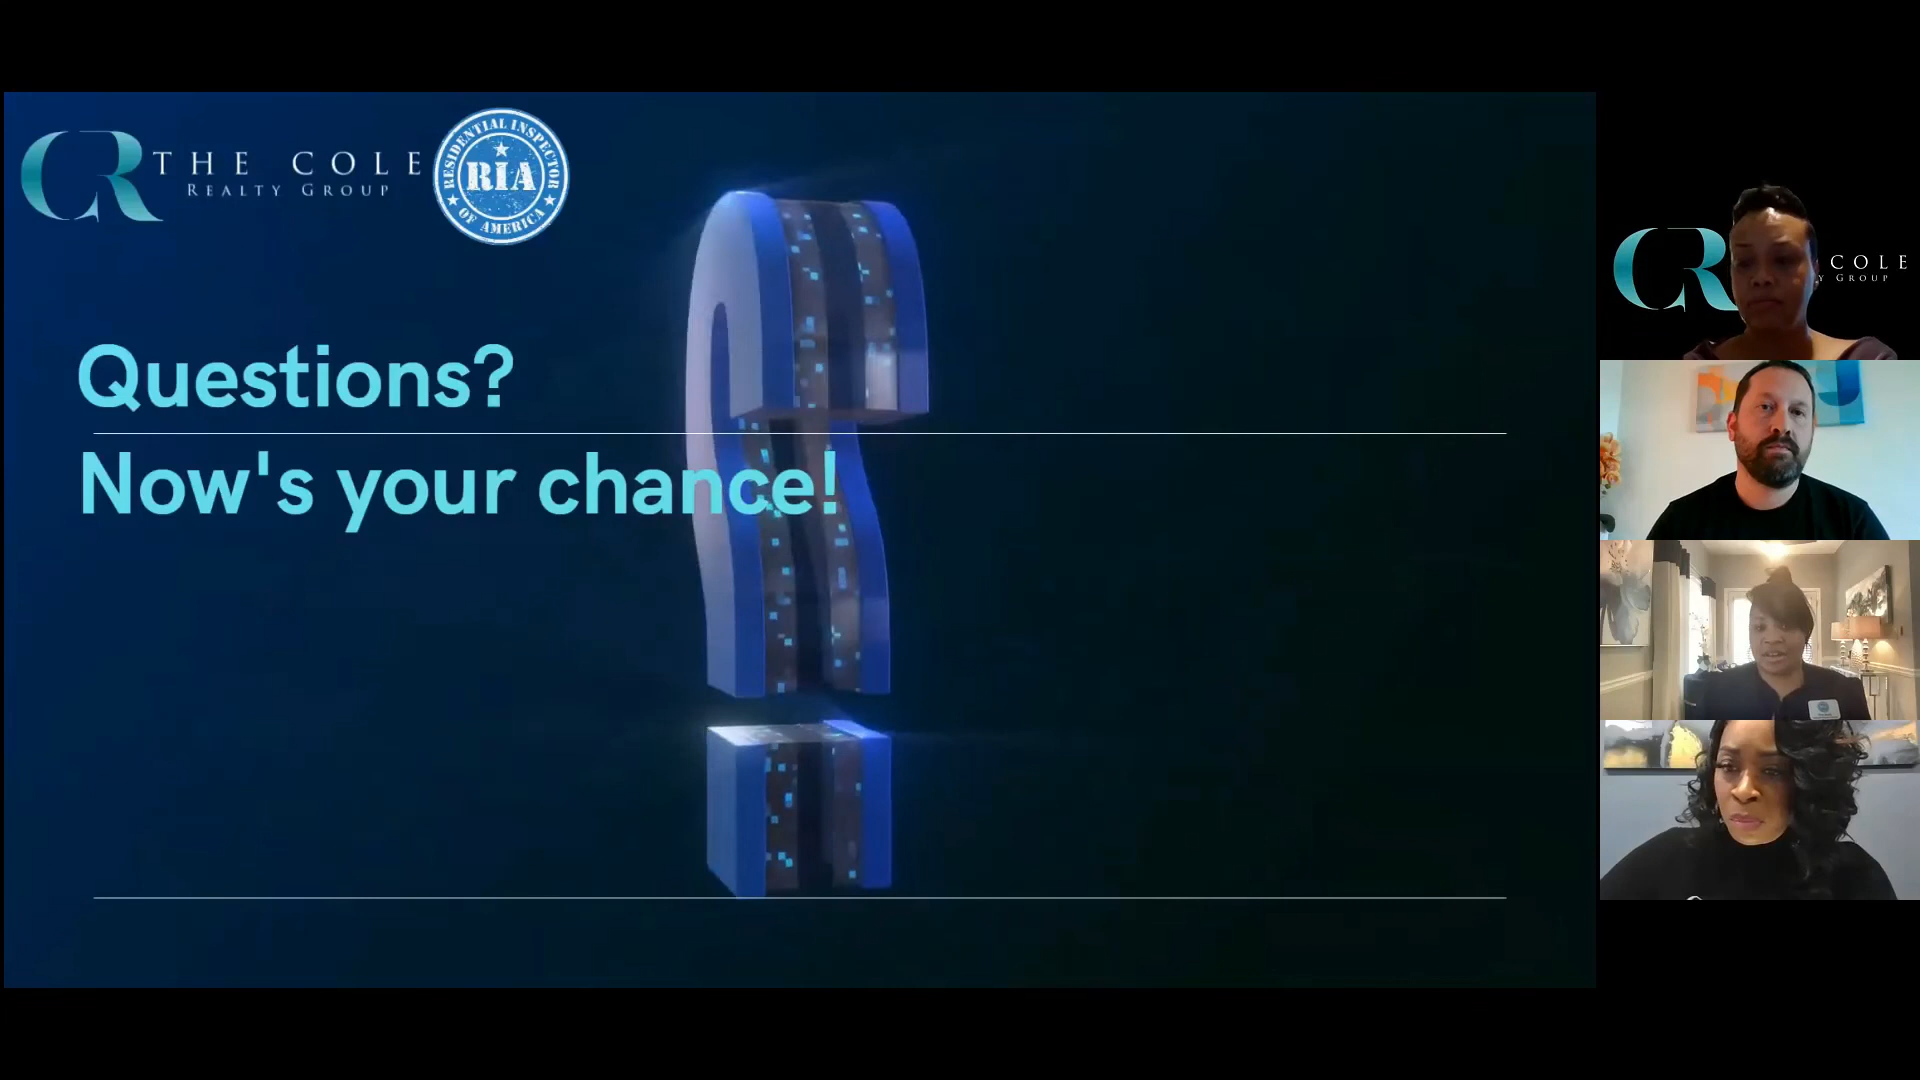 THE COLE
REALTY GROUP
RESIDENTIAL INSPECTOR
RIA
OF AMERICA
Questions?
Now's your chance!
COLE
Y GROUP